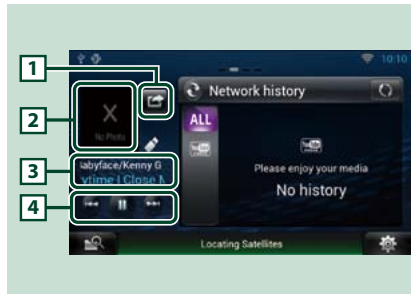 1
10:10
2
Network history
ALL
No Photo
3
abyface/Kenny G
Please enjoy your media
ytime I Close M
No history
4
Locating Satellites